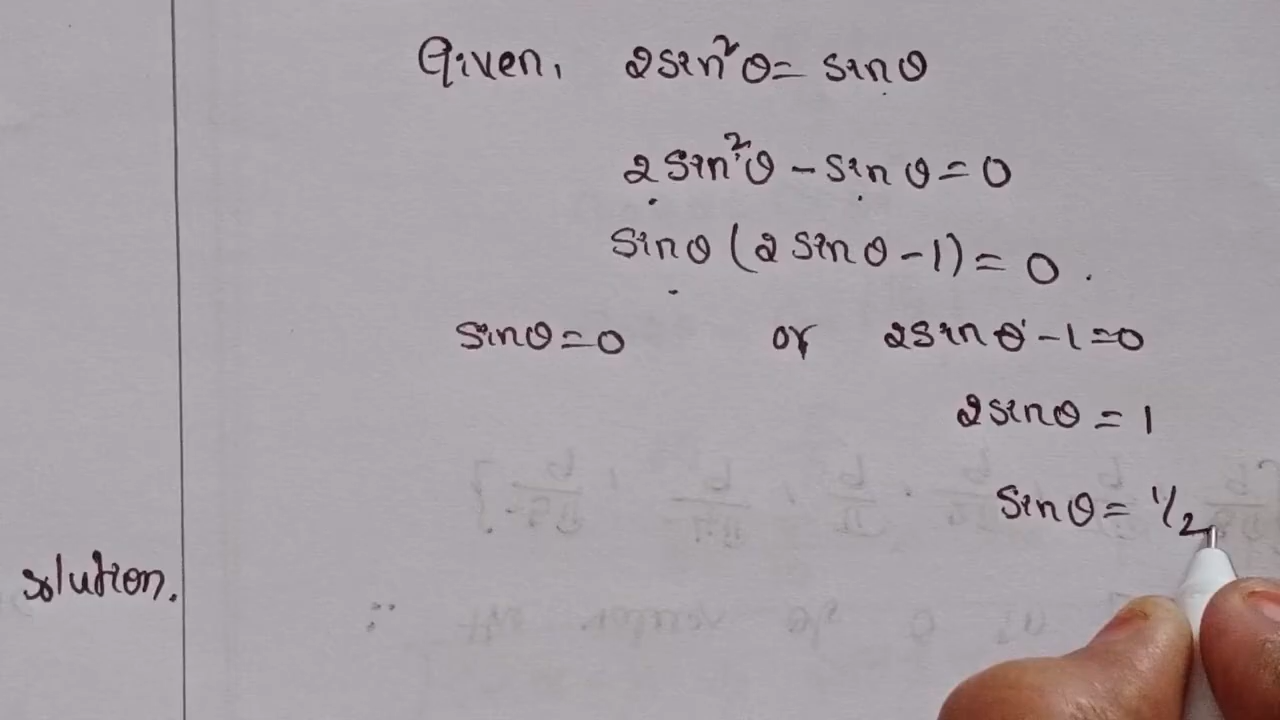 Given, 2sin²θ = sinθ
2sin²θ - sinθ = 0
sinθ (2sinθ - 1) = 0.
sinθ = 0 or 2sinθ - 1 = 0
2sinθ = 1
sinθ = 1/2
solution.